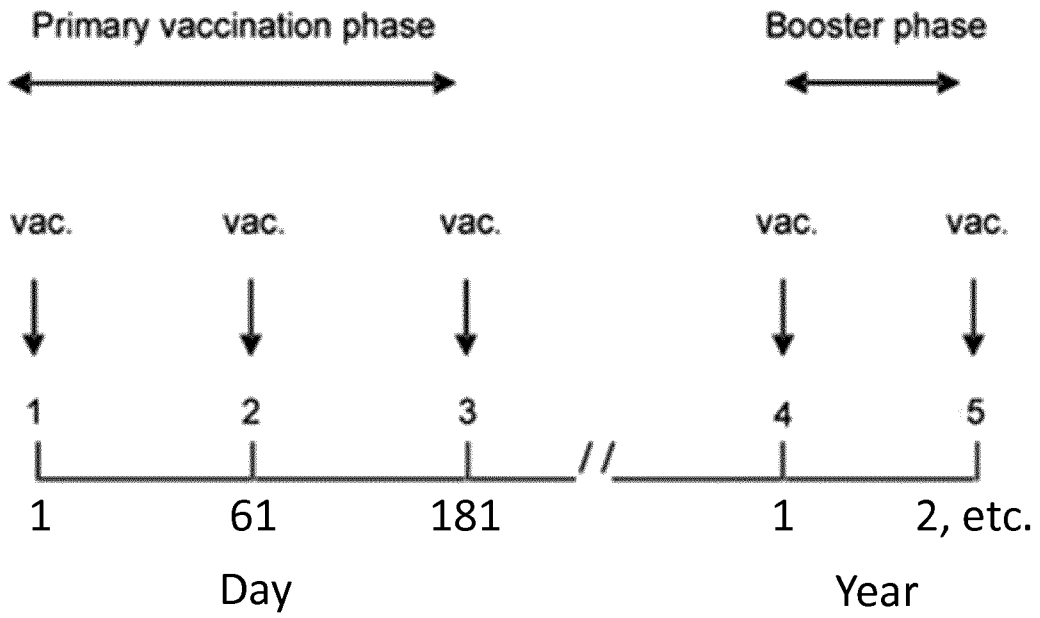 Primary vaccination phase Booster phase
vac. vac. vac. vac. vac.
1 2 3 4 5
//
1 61 181 1 2, etc.
Day Year